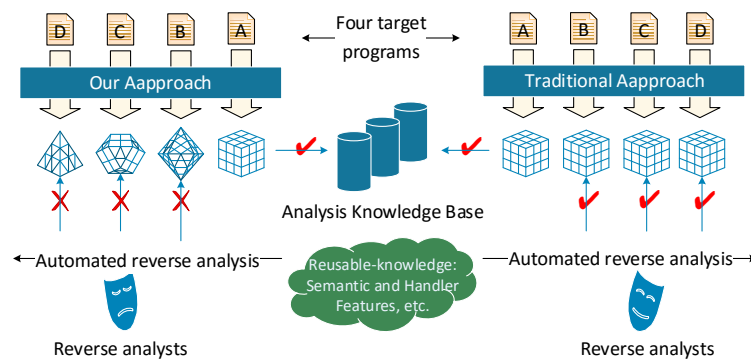 D C B A
Four target
programs
A B C D
Our Aapproach
Traditional Aapproach
Analysis Knowledge Base
Automated reverse analysis
Reusable-knowledge:
Semantic and Handler
Features, etc.
Automated reverse analysis
Reverse analysts
Reverse analysts